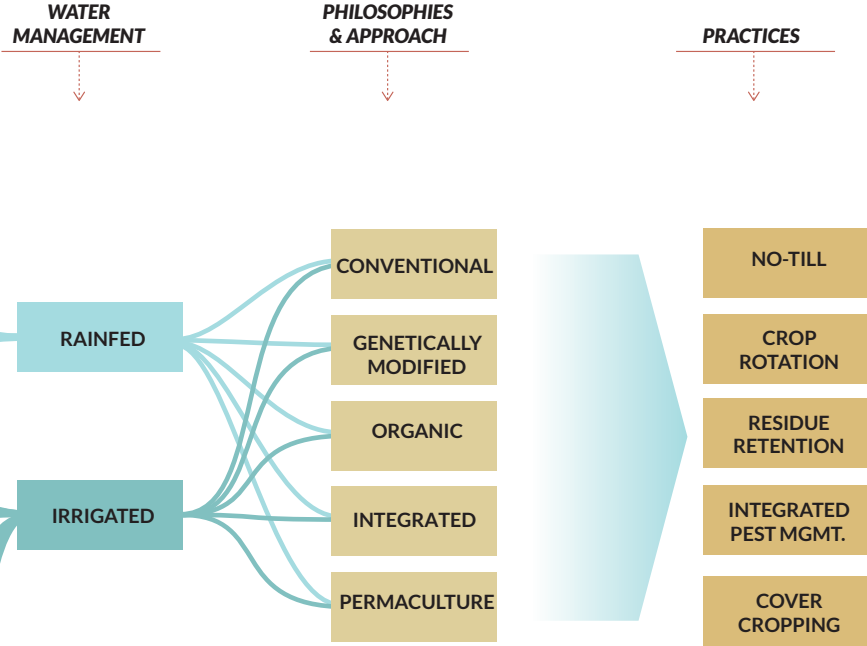 WATER
MANAGEMENT
PHILOSOPHIES
& APPROACH
PRACTICES
RAINFED
IRRIGATED
CONVENTIONAL
GENETICALLY
MODIFIED
ORGANIC
INTEGRATED
PERMACULTURE
NO-TILL
CROP
ROTATION
RESIDUE
RETENTION
INTEGRATED
PEST MGMT.
COVER
CROPPING